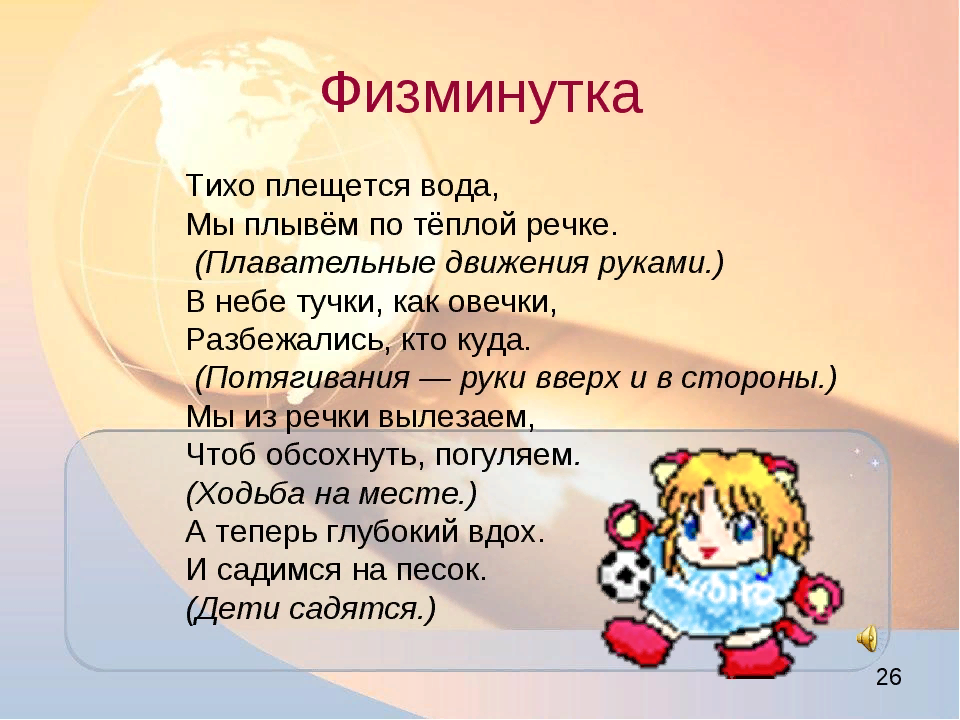 Физминутка
Тихо плещется вода,
Мы плывём по тёплой речке.
(Плавательные движения руками.)
В небе тучки, как овечки,
Разбежались, кто куда.
(Потягивания — руки вверх и в стороны.)
Мы из речки вылезаем,
Чтоб обсохнуть, погуляем.
(Ходьба на месте.)
А теперь глубокий вдох.
И садимся на песок.
(Дети садятся.)
26